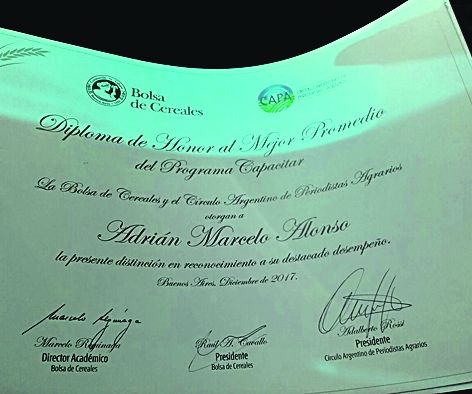 Bolsa
de Cereales
CAPA
Diploma de Honor al Mejor Promedio
del Programa Capacitar
La Bolsa de Cereales y el Círculo Argentino de Periodistas Agrarios
otorgan a
Adrián Marcelo Alonso
la presente distinción en reconocimiento a su destacado desempeño.
Buenos Aires, Diciembre de 2017.
Marcelo Regúnaga
Director Académico
Bolsa de Cereales
Raúl A. Cavallo
Presidente
Bolsa de Cereales
Adalberto Rossi
Presidente
Círculo Argentino de Periodistas Agrarios